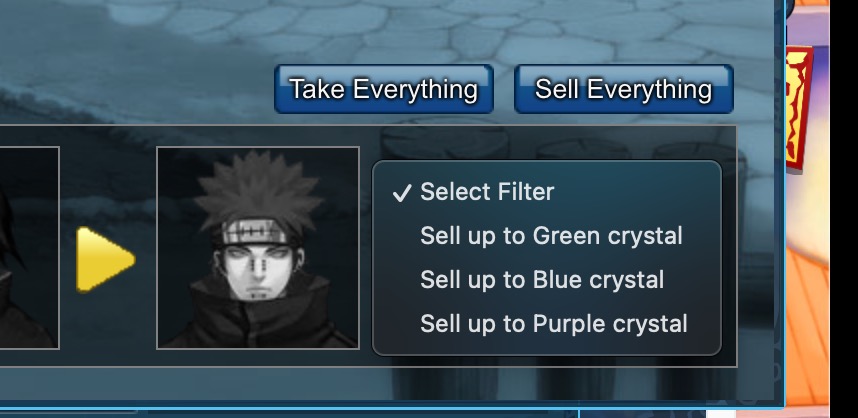 Take Everything
Sell Everything
✓ Select Filter
Sell up to Green crystal
Sell up to Blue crystal
Sell up to Purple crystal